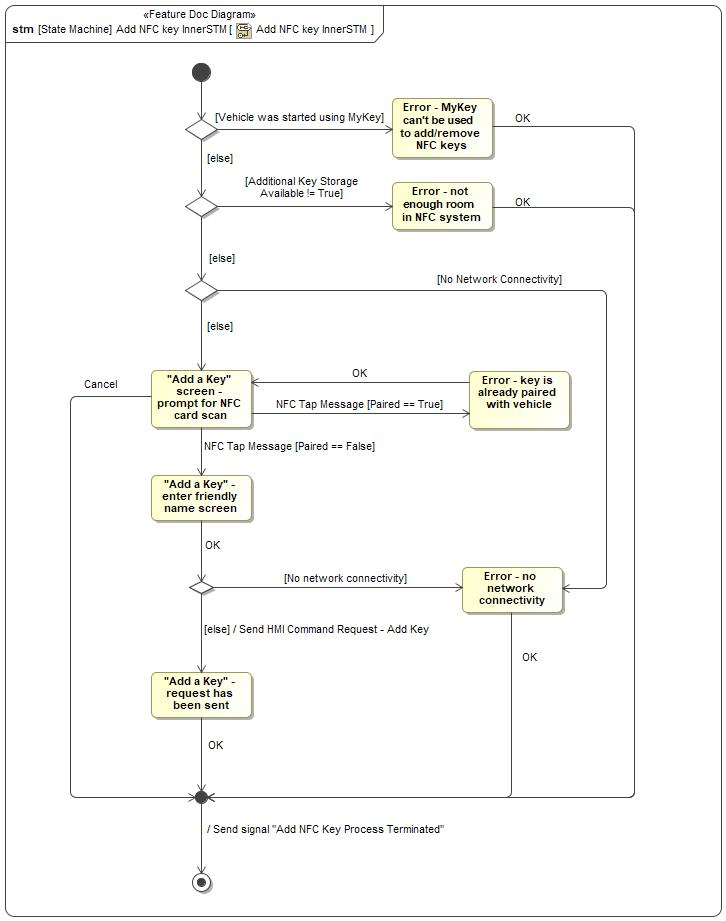 «Feature Doc Diagram»
stm [State Machine] Add NFC key InnerSTM [ Add NFC key InnerSTM ]
[Vehicle was started using MyKey]
Error - MyKey
can't be used
to add/remove
NFC keys
OK
[else]
[Additional Key Storage
Available != True]
Error - not
enough room
in NFC system
OK
[else]
[No Network Connectivity]
[else]
Cancel
"Add a Key"
screen -
prompt for NFC
card scan
OK
NFC Tap Message [Paired == True]
Error - key is
already paired
with vehicle
NFC Tap Message [Paired == False]
"Add a Key" -
enter friendly
name screen
OK
[No network connectivity]
Error - no
network
connectivity
[else] / Send HMI Command Request - Add Key
OK
"Add a Key" -
request has
been sent
OK
/ Send signal "Add NFC Key Process Terminated"